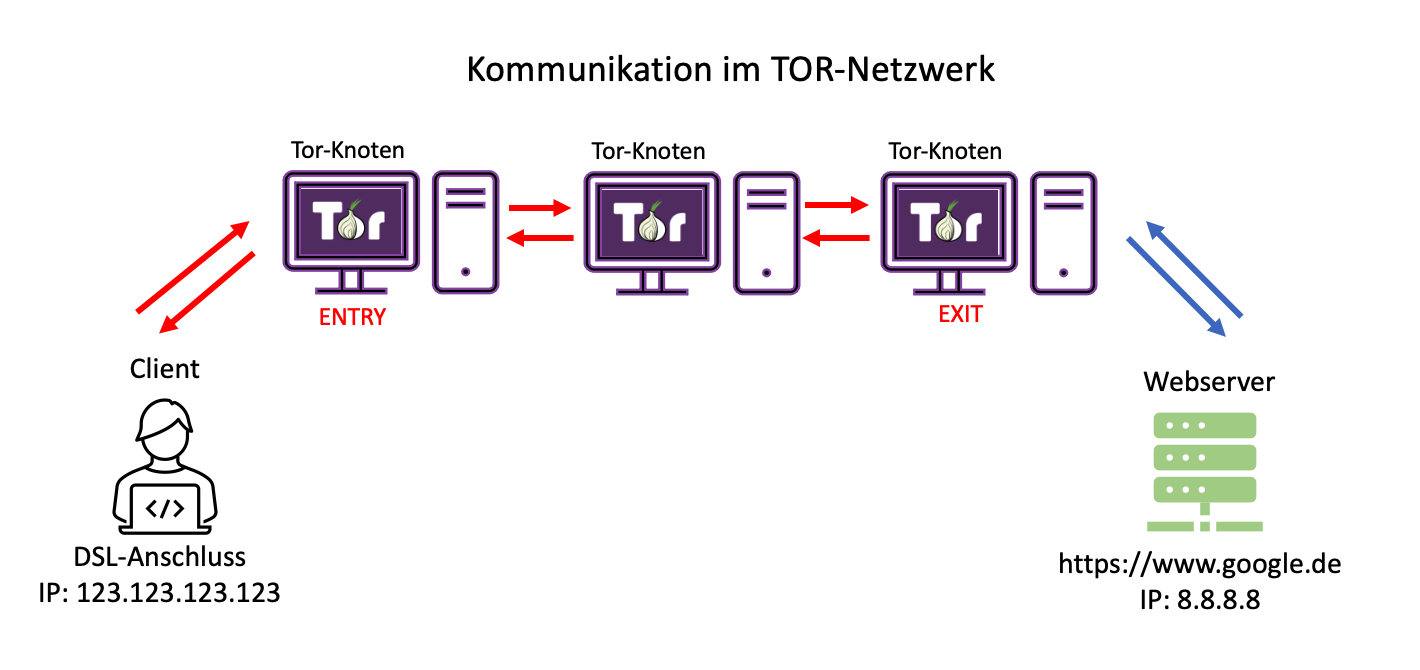 Kommunikation im TOR-Netzwerk
Tor-Knoten
Tor-Knoten
Tor-Knoten
Tor
Tor
Tor
ENTRY
EXIT
Client
Webserver
</>
DSL-Anschluss
IP: 123.123.123.123
https://www.google.de
IP: 8.8.8.8